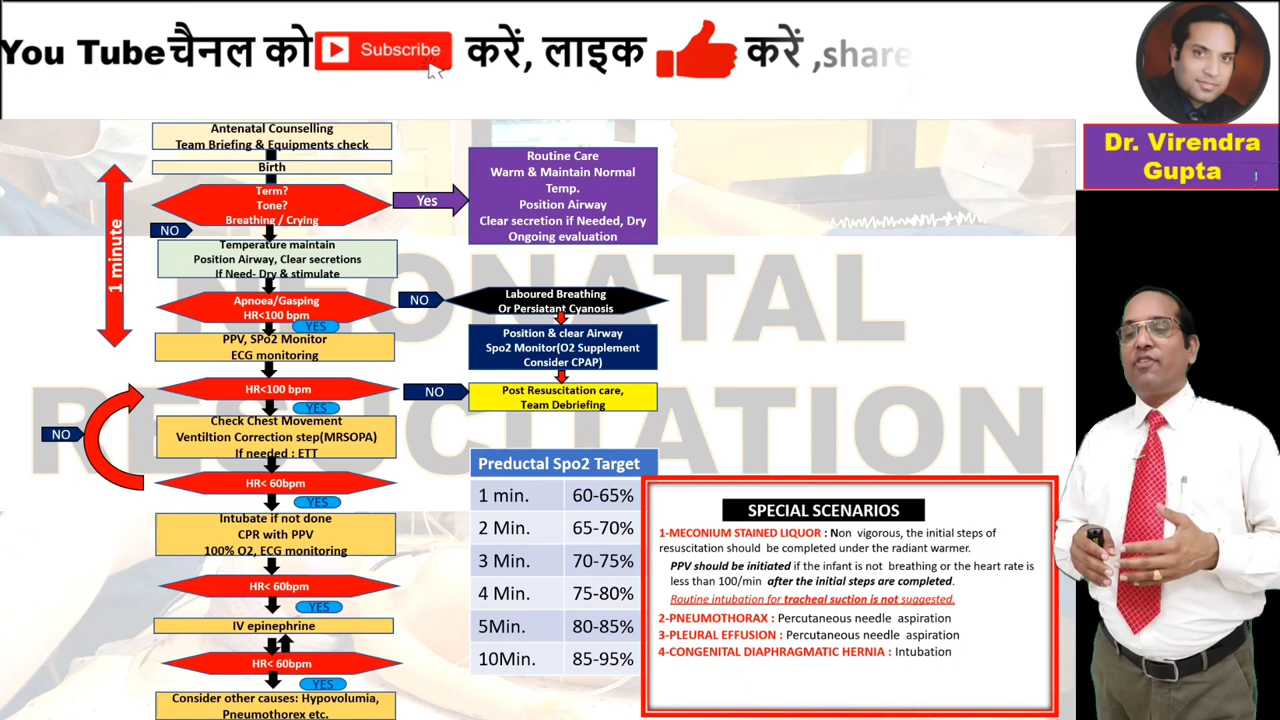 You Tube चैनल को Subscribe करें, लाइक करें ,share
Dr. Virendra
Gupta
NEONATAL
RESUCITATION
Antenatal Counselling
Team Briefing & Equipments check
Birth
1 minute
Term?
Tone?
Breathing / Crying
Yes
Routine Care
Warm & Maintain Normal
Temp.
Position Airway
Clear secretion if Needed, Dry
Ongoing evaluation
NO
Temperature maintain
Position Airway, Clear secretions
If Need- Dry & stimulate
Apnoea/Gasping
HR<100 bpm
NO
Laboured Breathing
Or Persiatant Cyanosis
YES
PPV, SPo2 Monitor
ECG monitoring
Position & clear Airway
Spo2 Monitor(O2 Supplement
Consider CPAP)
HR<100 bpm
NO
Post Resuscitation care,
Team Debriefing
YES
Check Chest Movement
Ventiltion Correction step(MRSOPA)
If needed : ETT
NO
HR< 60bpm
YES
Intubate if not done
CPR with PPV
100% O2, ECG monitoring
HR< 60bpm
YES
IV epinephrine
HR< 60bpm
YES
Consider other causes: Hypovolumia,
Pneumothorex etc.
Preductal Spo2 Target
1 min. 60-65%
2 Min. 65-70%
3 Min. 70-75%
4 Min. 75-80%
5Min. 80-85%
10Min. 85-95%
SPECIAL SCENARIOS
1-MECONIUM STAINED LIQUOR : Non vigorous, the initial steps of
resuscitation should be completed under the radiant warmer.
PPV should be initiated if the infant is not breathing or the heart rate is
less than 100/min after the initial steps are completed.
Routine intubation for tracheal suction is not suggested.
2-PNEUMOTHORAX : Percutaneous needle aspiration
3-PLEURAL EFFUSION : Percutaneous needle aspiration
4-CONGENITAL DIAPHRAGMATIC HERNIA : Intubation